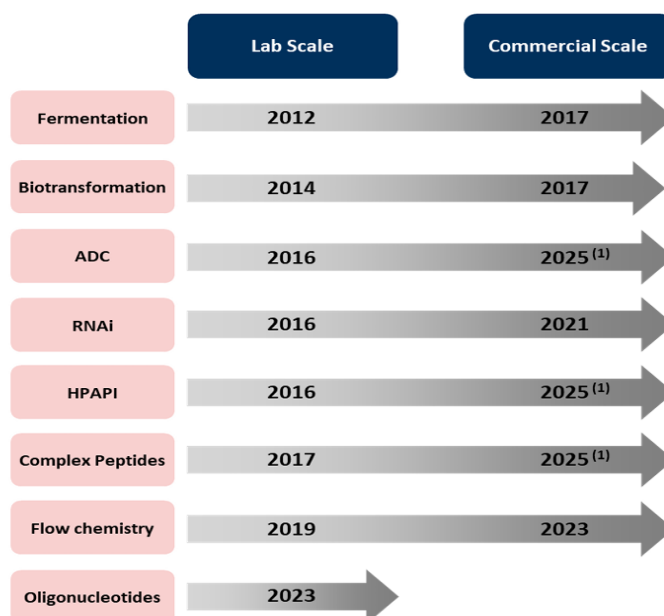 Lab Scale Commercial Scale
Fermentation 2012 2017
Biotransformation 2014 2017
ADC 2016 2025 (1)
RNAi 2016 2021
HPAPI 2016 2025 (1)
Complex Peptides 2017 2025 (1)
Flow chemistry 2019 2023
Oligonucleotides 2023